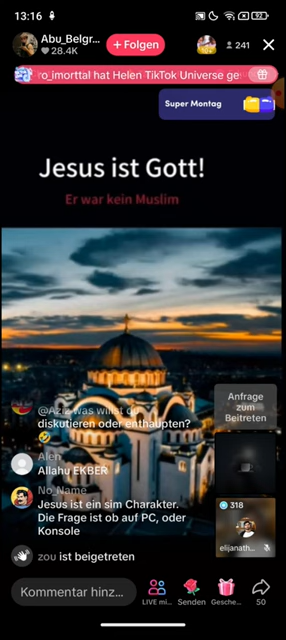 13:16
92
Abu_Belgr...
28.4K
+ Folgen
241
ro_imorttal hat Helen TikTok Universe ge
Super Montag
Jesus ist Gott!
Er war kein Muslim
@Aziz was willst du
diskutieren oder enthaupten?
🤣
Alen
Allahu EKBER
No_Name
Jesus ist ein sim Charakter.
Die Frage ist ob auf PC, oder
Konsole
zou ist beigetreten
Anfrage
zum
Beitreten
318
elijanath...
Kommentar hinz...
LIVE mi...
Senden
Gesche...
50